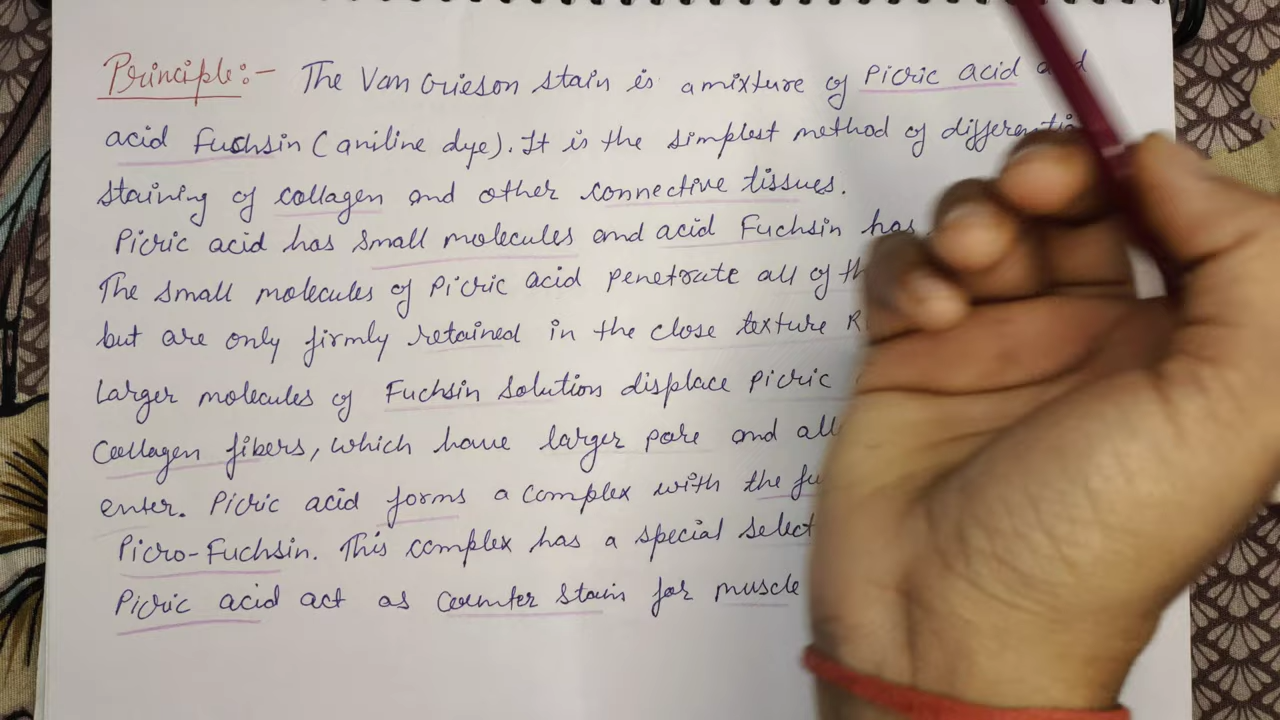 Principle:- The Van Grieson stain is a mixture of Picric acid and
acid Fuchsin (aniline dye). It is the simplest method of differential
staining of collagen and other connective tissues.
Picric acid has small molecules and acid Fuchsin has
The small molecules of Picric acid penetrate all of
but are only firmly retained in the close texture
Larger molecules of Fuchsin solution displace Picric
Collagen fibers, which have larger pore and
enter. Picric acid forms a complex with the
Picro-Fuchsin. This complex has a special
Picric acid act as counter stain for muscle